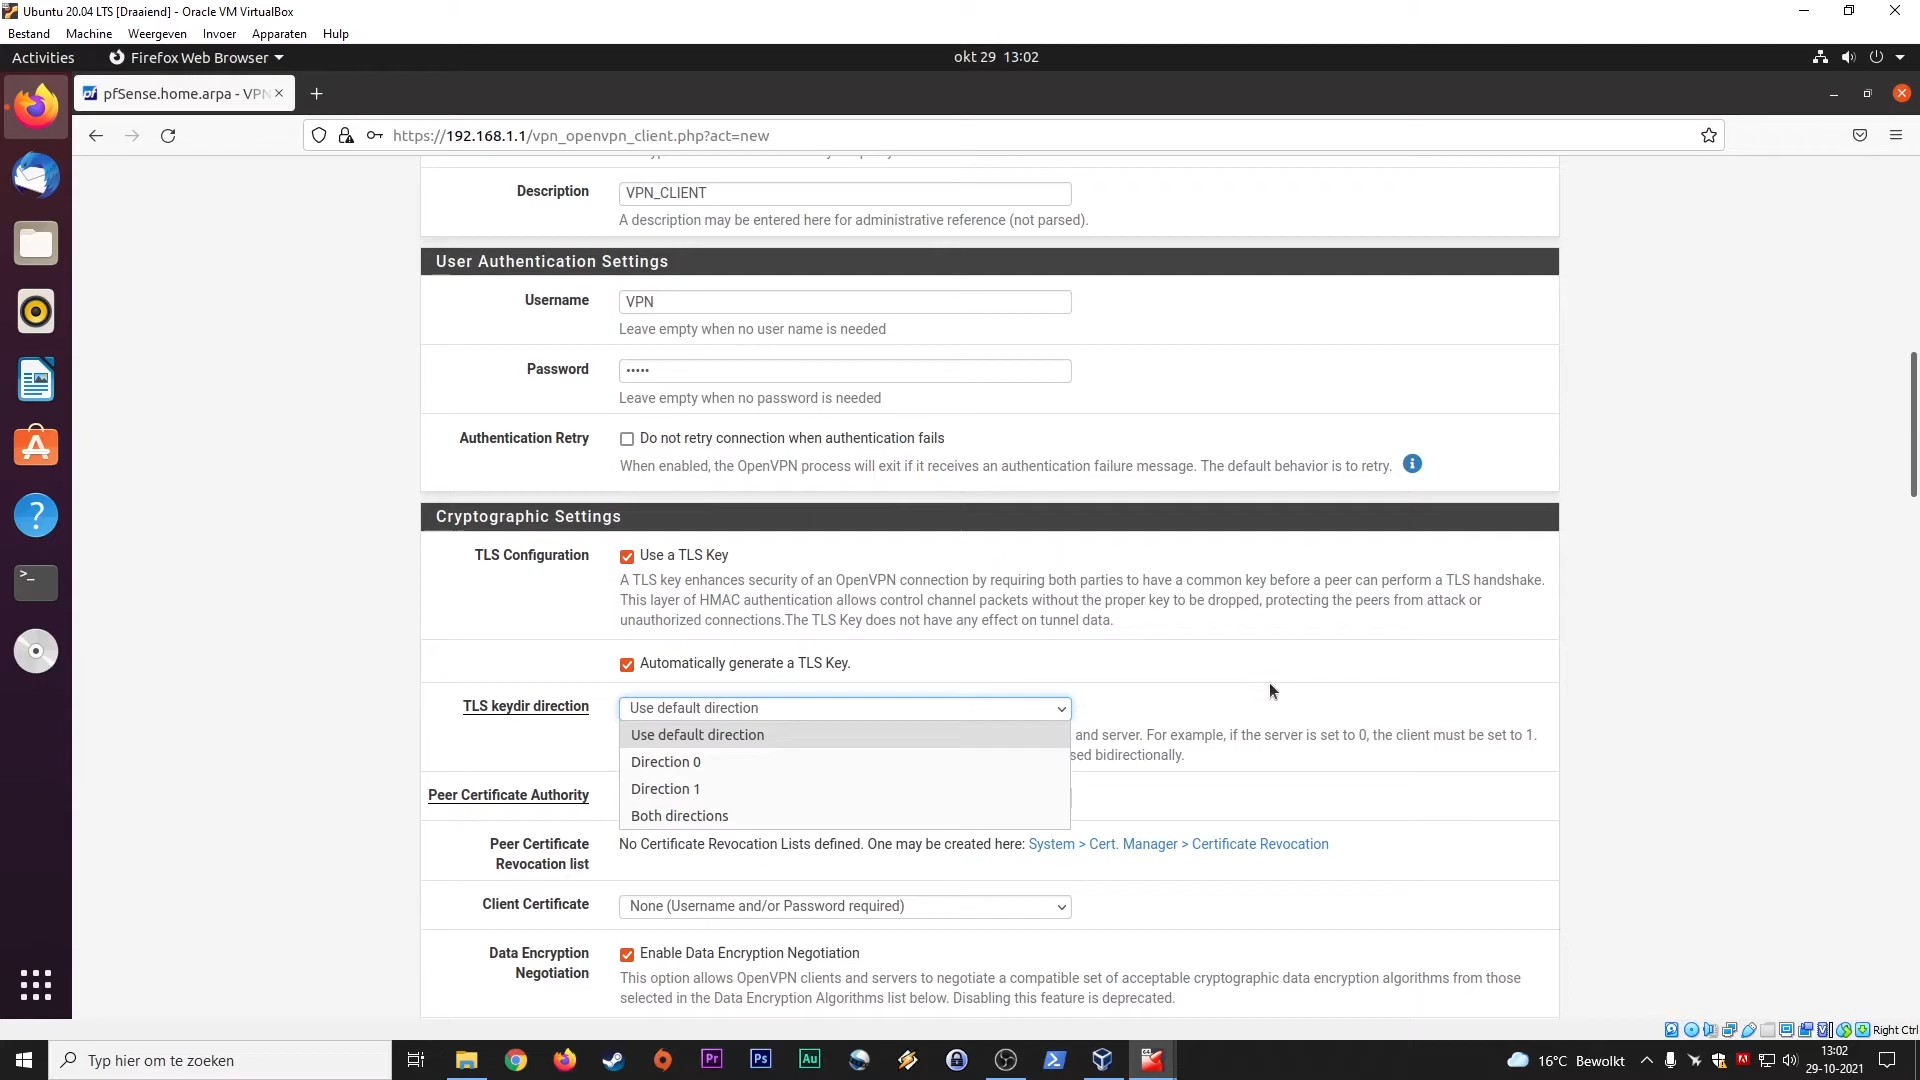 Ubuntu 20.04 LTS [Draaiend] - Oracle VM VirtualBox
Bestand Machine Weergeven Invoer Apparaten Hulp
Activities Firefox Web Browser okt 29 13:02
pfSense.home.arpa - VPN
https://192.168.1.1/vpn_openvpn_client.php?act=new
Description VPN_CLIENT
A description may be entered here for administrative reference (not parsed).
User Authentication Settings
Username VPN
Leave empty when no user name is needed
Password •••••
Leave empty when no password is needed
Authentication Retry Do not retry connection when authentication fails
When enabled, the OpenVPN process will exit if it receives an authentication failure message. The default behavior is to retry.
Cryptographic Settings
TLS Configuration Use a TLS Key
A TLS key enhances security of an OpenVPN connection by requiring both parties to have a common key before a peer can perform a TLS handshake.
This layer of HMAC authentication allows control channel packets without the proper key to be dropped, protecting the peers from attack or
unauthorized connections.The TLS Key does not have any effect on tunnel data.
Automatically generate a TLS Key.
TLS keydir direction Use default direction
Use default direction and server. For example, if the server is set to 0, the client must be set to 1.
sed bidirectionally.
Direction 0
Direction 1
Both directions
Peer Certificate Authority
Peer Certificate Revocation list No Certificate Revocation Lists defined. One may be created here: System > Cert. Manager > Certificate Revocation
Client Certificate None (Username and/or Password required)
Data Encryption Negotiation Enable Data Encryption Negotiation
This option allows OpenVPN clients and servers to negotiate a compatible set of acceptable cryptographic data encryption algorithms from those
selected in the Data Encryption Algorithms list below. Disabling this feature is deprecated.
Right Ctrl
Typ hier om te zoeken
Pr Ps Au
16°C Bewolkt
13:02
29-10-2021